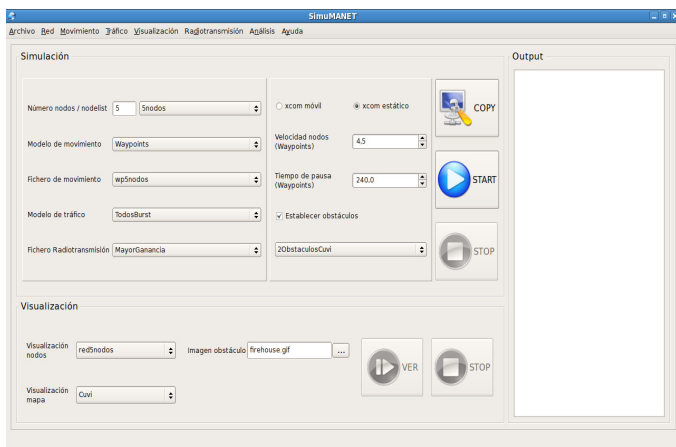 SimuMANET
Archivo Red Movimiento Tráfico Visualización Radiotransmisión Análisis Ayuda
Simulación
Output
Número nodos / nodelist 5 5nodos
xcom móvil xcom estático
COPY
Modelo de movimiento Waypoints
Velocidad nodos
(Waypoints) 4.5
Fichero de movimiento wp5nodos
Tiempo de pausa
(Waypoints) 240.0
START
Modelo de tráfico TodosBurst
Establecer obstáculos
Fichero Radiotransmisión MayorGanancia
2ObstaculosCuvi
STOP
Visualización
Visualización
nodos red5nodos
Imagen obstáculo firehouse.gif ...
VER
STOP
Visualización
mapa Cuvi